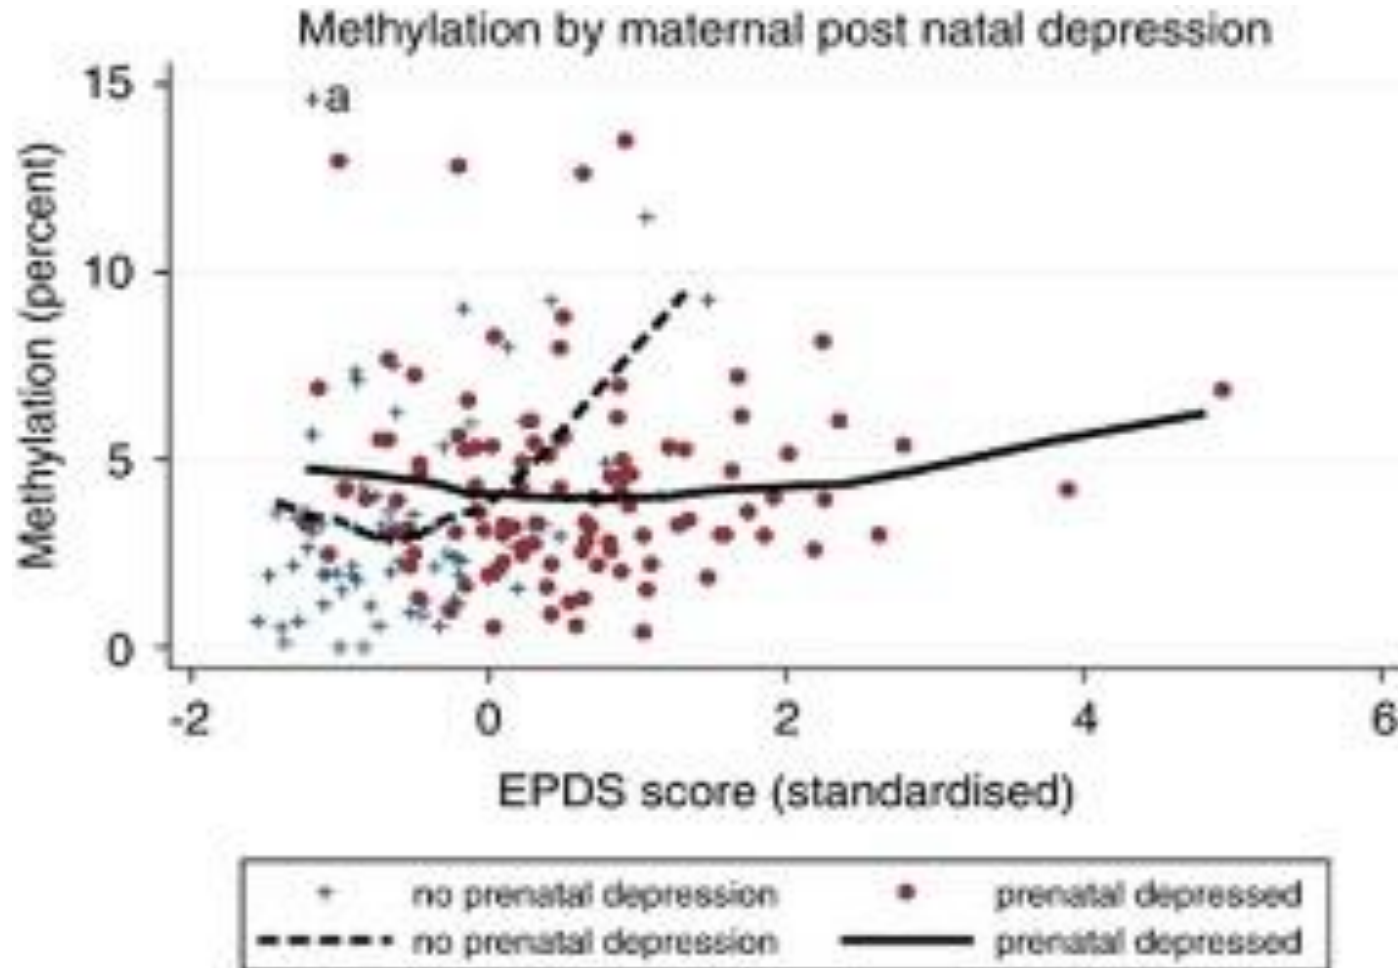 Methylation by maternal post natal depression
15
a
10
5
0
Methylation (percent)
-2 0 2 4 6
EPDS score (standardised)
no prenatal depression prenatal depressed
no prenatal depression prenatal depressed